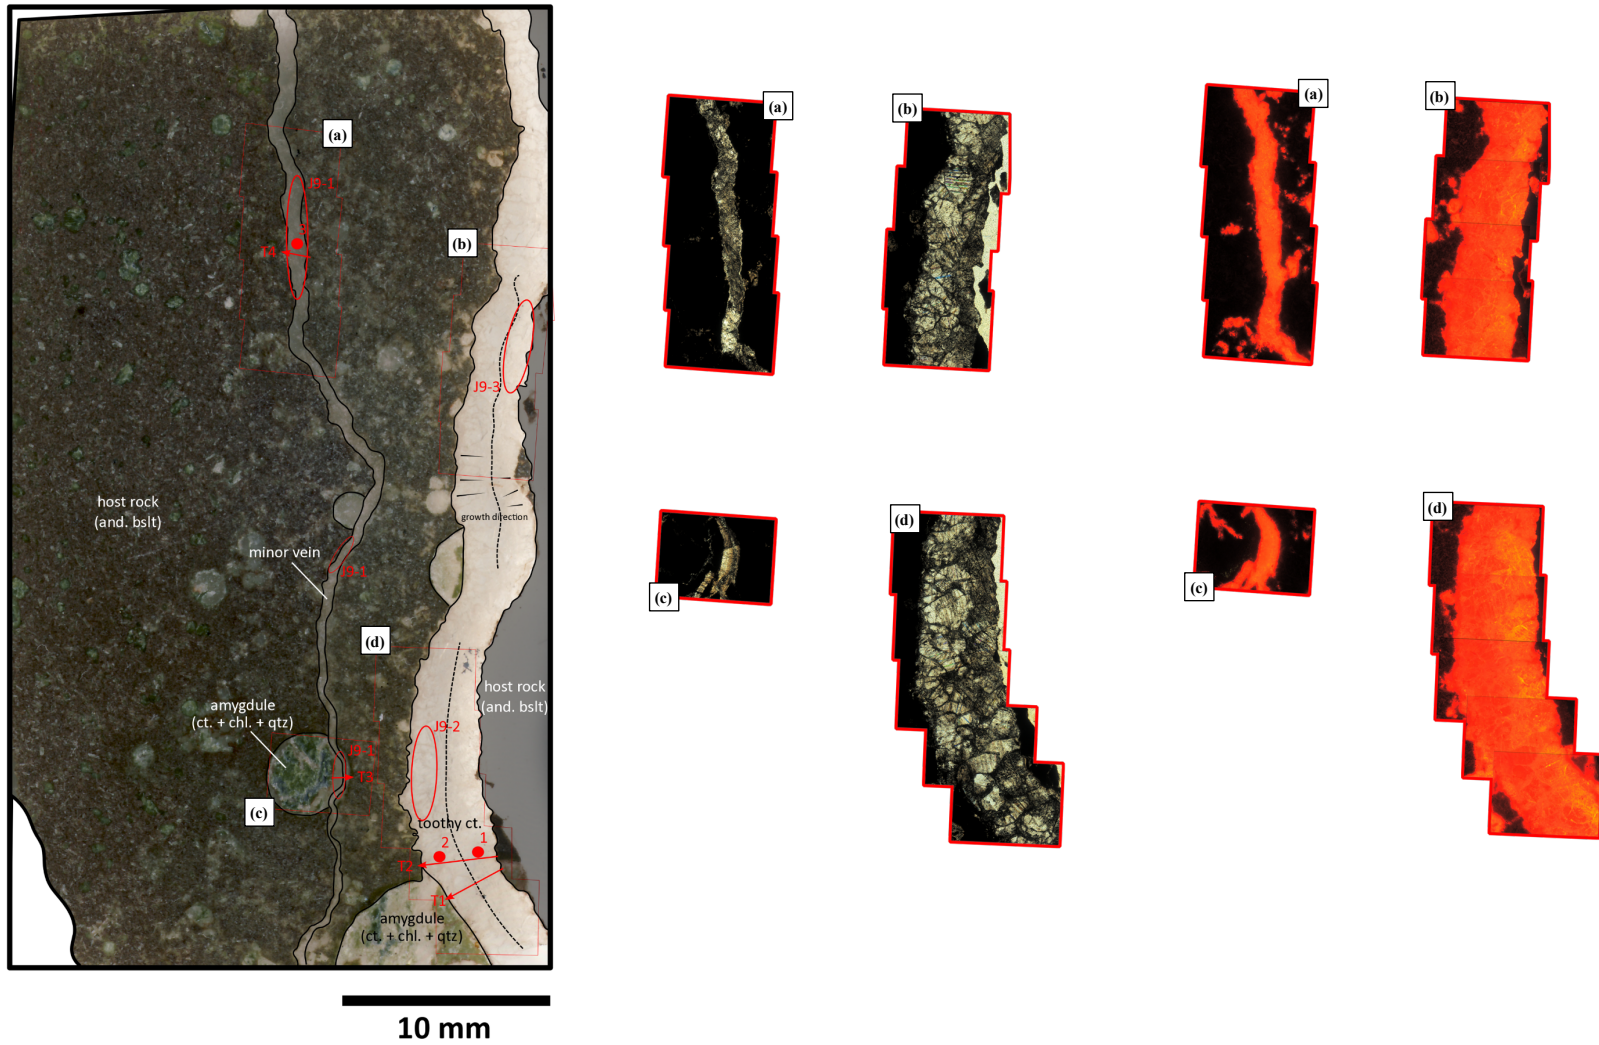 (a)
J9-1
3
T4
(b)
J9-3
host rock
(and. bslt)
growth direction
minor vein
J9-1
(d)
amygdule
(ct. + chl. + qtz)
host rock
(and. bslt)
J9-2
J9-1
T3
(c)
toothy ct.
2
1
T2
T1
amygdule
(ct. + chl. + qtz)
10 mm
(a)
(b)
(c)
(d)
(a)
(b)
(c)
(d)